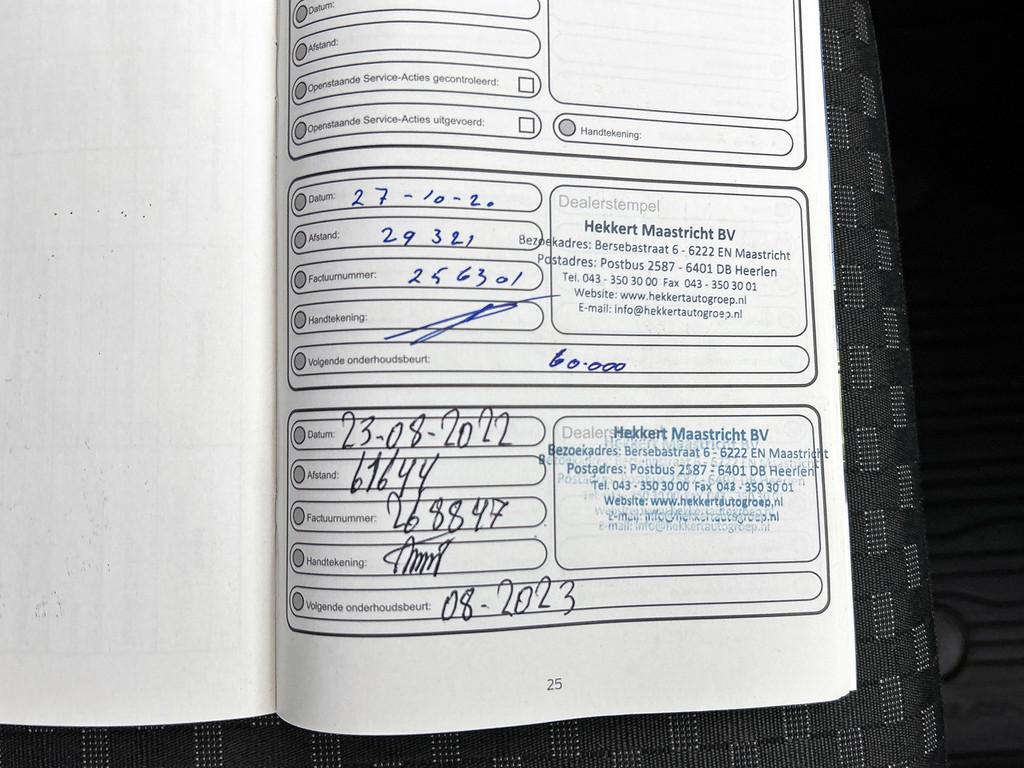 Datum:
Afstand:
Openstaande Service-Acties gecontroleerd:
Openstaande Service-Acties uitgevoerd:
Handtekening:
Datum: 27-10-20
Afstand: 29321
Factuurnummer: 256301
Handtekening:
Volgende onderhoudsbeurt: 60.000
Dealerstempel
Hekkert Maastricht BV
Bezoekadres: Bersebastraat 6 - 6222 EN Maastricht
Postadres: Postbus 2587 - 6401 DB Heerlen
Tel. 043 - 350 30 00 Fax 043 - 350 30 01
Website: www.hekkertautogroep.nl
E-mail: info@hekkertautogroep.nl
Datum: 23-08-2022
Afstand: 61644
Factuurnummer: 268847
Handtekening:
Volgende onderhoudsbeurt: 08-2023
Hekkert Maastricht BV
Bezoekadres: Bersebastraat 6 - 6222 EN Maastricht
Postadres: Postbus 2587 - 6401 DB Heerlen
Tel. 043 - 350 30 00 Fax 043 - 350 30 01
Website: www.hekkertautogroep.nl
E-mail: info@hekkertautogroep.nl
25